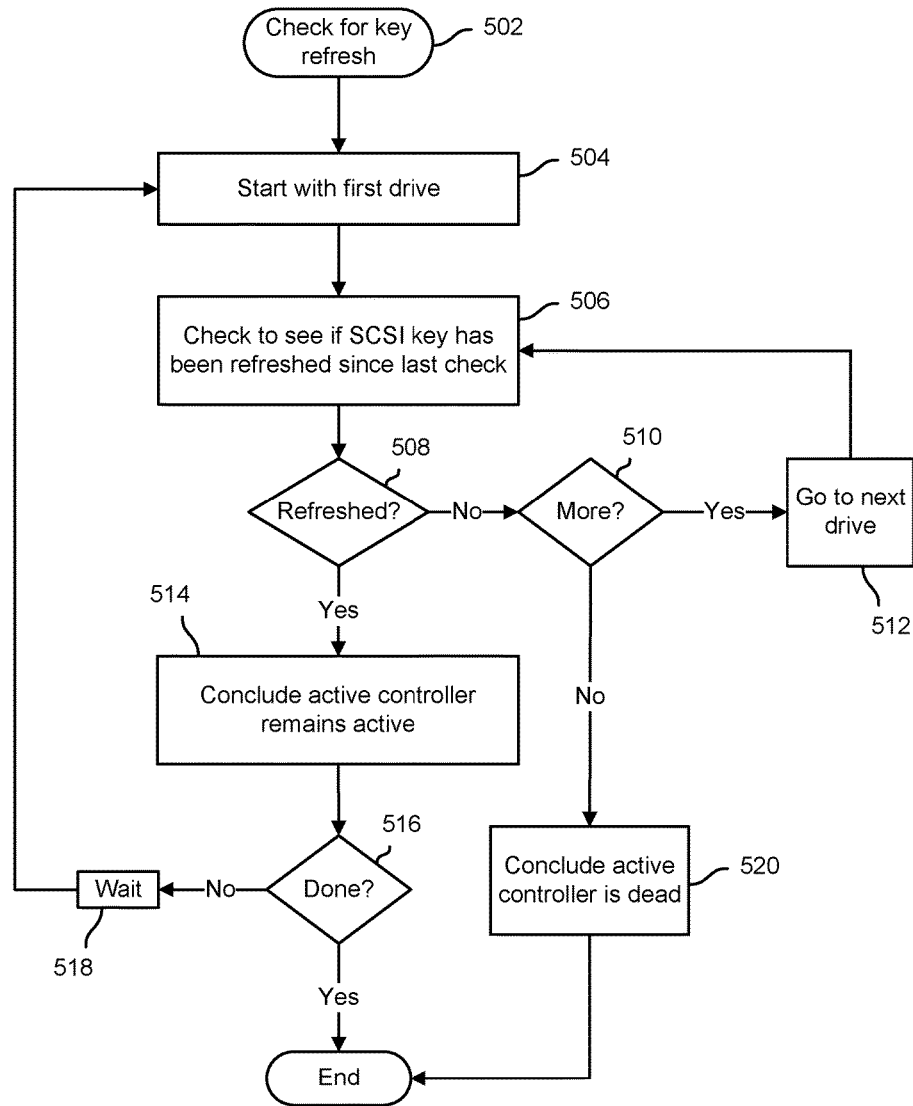 Check for key
refresh
502
504
Start with first drive
506
Check to see if SCSI key has
been refreshed since last check
508
510
Refreshed?
No
More?
Yes
Go to next
drive
512
514
Yes
Conclude active controller
remains active
No
516
Done?
No
Wait
518
Conclude active
controller is dead
520
Yes
End